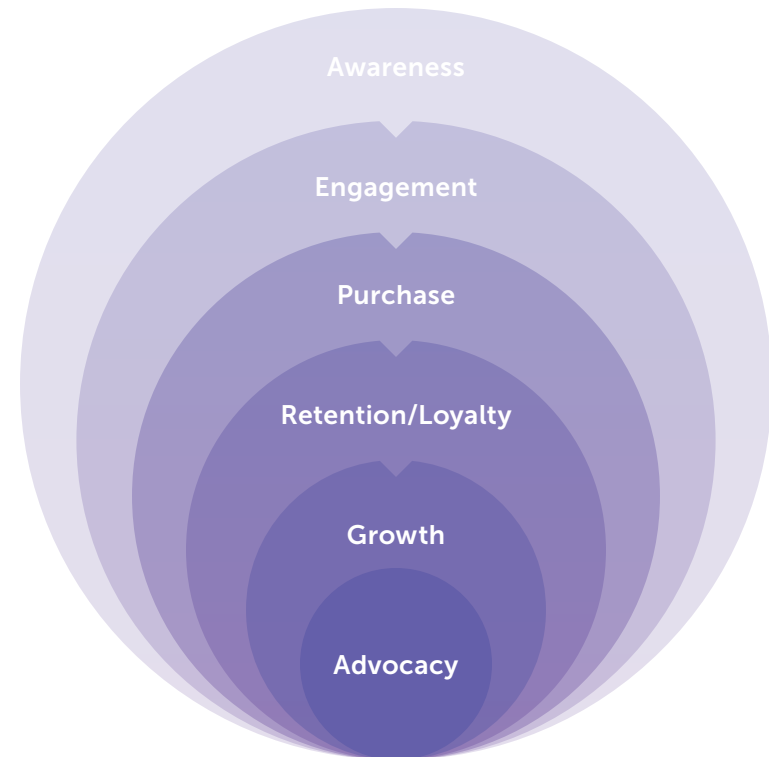 Awareness
Engagement
Purchase
Retention/Loyalty
Growth
Advocacy